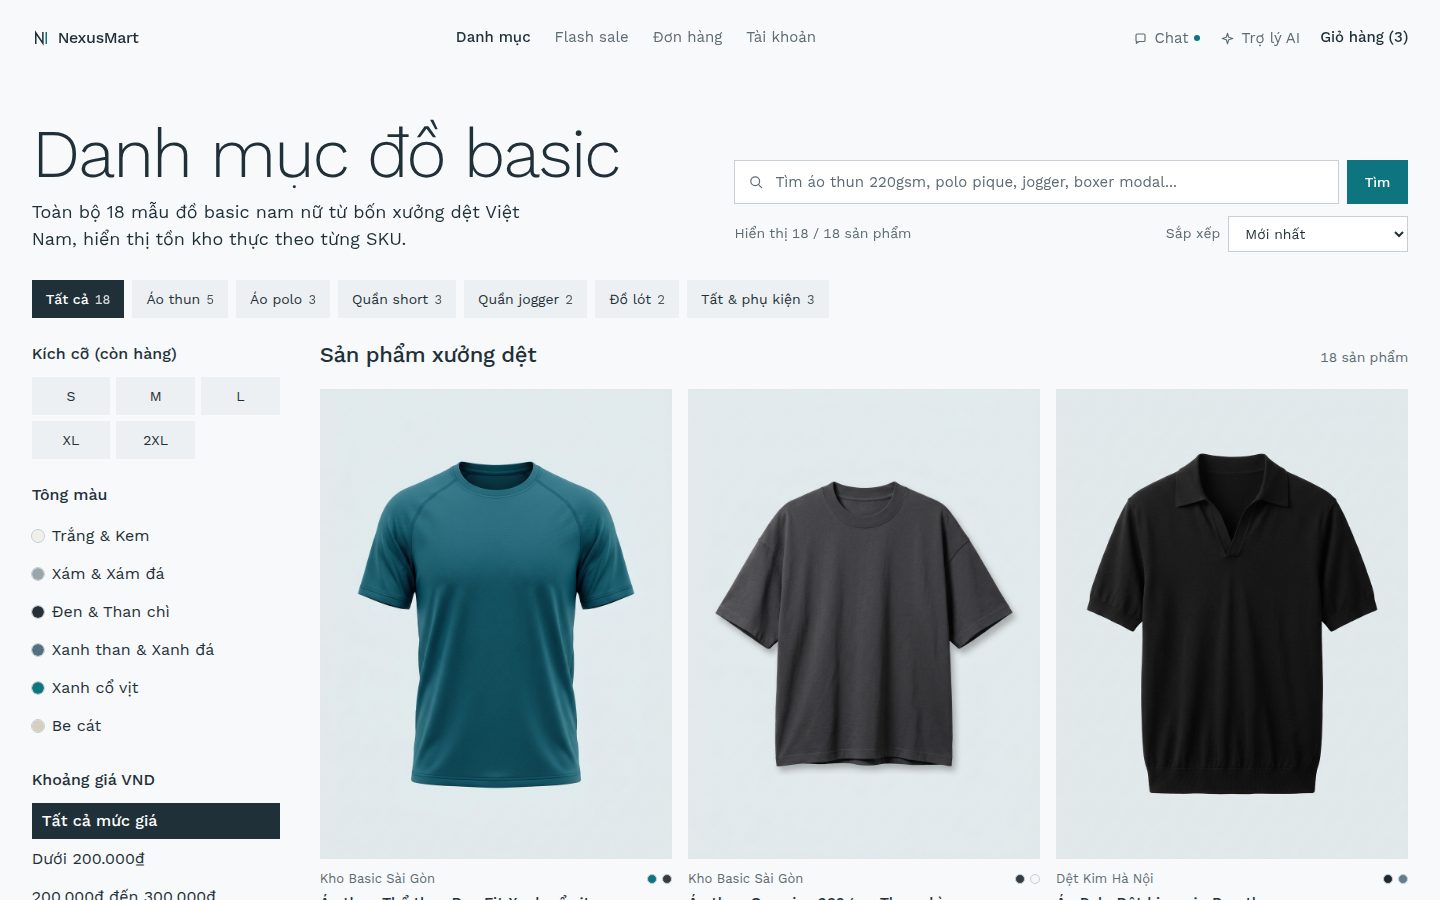 NexusMart
Danh mục
Flash sale
Đơn hàng
Tài khoản
Chat
Trợ lý AI
Giỏ hàng (3)
Danh mục đồ basic
Toàn bộ 18 mẫu đồ basic nam nữ từ bốn xưởng dệt Việt
Nam, hiển thị tồn kho thực theo từng SKU.
Tìm áo thun 220gsm, polo pique, jogger, boxer modal...
Tìm
Hiển thị 18 / 18 sản phẩm
Sắp xếp
Mới nhất
Tất cả 18
Áo thun 5
Áo polo 3
Quần short 3
Quần jogger 2
Đồ lót 2
Tất & phụ kiện 3
Kích cỡ (còn hàng)
S
M
L
XL
2XL
Tông màu
Trắng & Kem
Xám & Xám đá
Đen & Than chì
Xanh than & Xanh đá
Xanh cổ vịt
Be cát
Khoảng giá VND
Tất cả mức giá
Dưới 200.000₫
200.000₫ đến 300.000₫
Sản phẩm xưởng dệt
18 sản phẩm
Kho Basic Sài Gòn
Kho Basic Sài Gòn
Dệt Kim Hà Nội